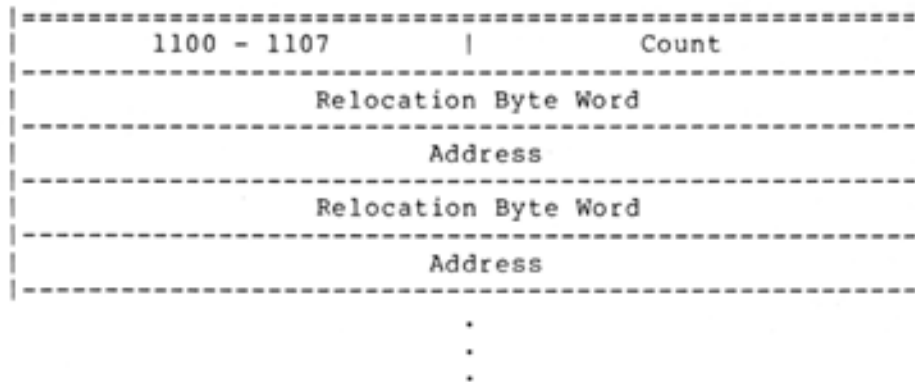 1100 - 1107 | Count
Relocation Byte Word
Address
Relocation Byte Word
Address
.
.
.